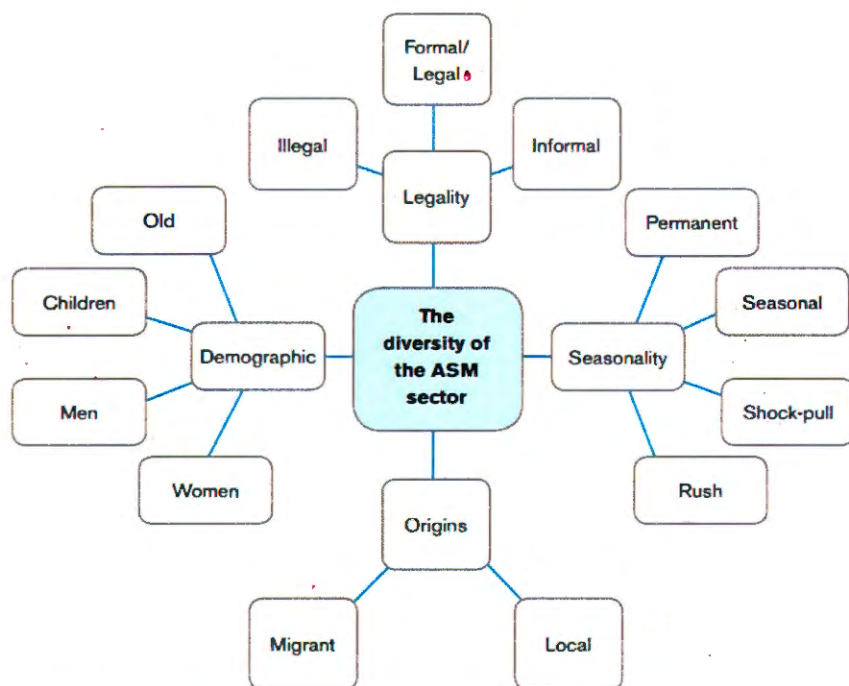 Formal/
Legal
Illegal
Informal
Legality
Old
Children
Men
Women
Demographic
The
diversity of
the ASM
sector
Seasonality
Permanent
Seasonal
Shock-pull
Rush
Origins
Migrant
Local